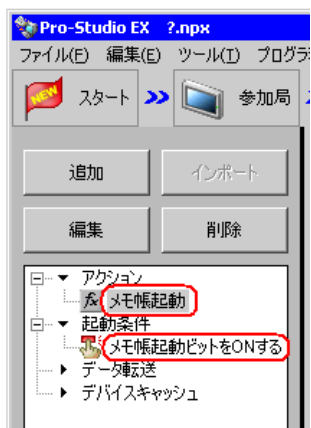 Pro-Studio EX ?.npx
ファイル(F) 編集(E) ツール(T) プログラ
NEW スタート 参加局
追加 インポート
編集 削除
アクション
fx メモ帳起動
起動条件
メモ帳起動ビットをONする
データ転送
デバイスキャッシュ